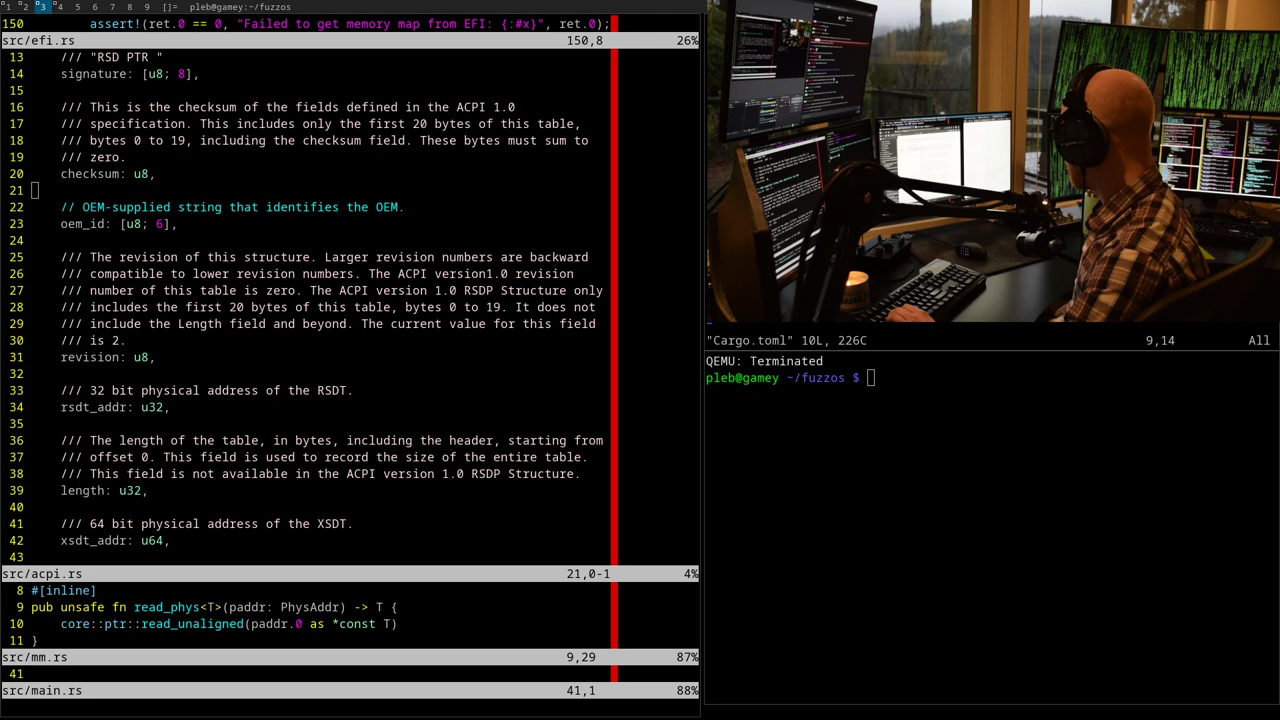 1 2 3 4 5 6 7 8 9 []= pleb@gamey:~/fuzzos
150 assert!(ret.0 == 0, "Failed to get memory map from EFI: {:#x}", ret.0);
src/efi.rs 150,8 26%
13 /// "RSD PTR "
14 signature: [u8; 8],
15
16 /// This is the checksum of the fields defined in the ACPI 1.0
17 /// specification. This includes only the first 20 bytes of this table,
18 /// bytes 0 to 19, including the checksum field. These bytes must sum to
19 /// zero.
20 checksum: u8,
21
22 // OEM-supplied string that identifies the OEM.
23 oem_id: [u8; 6],
24
25 /// The revision of this structure. Larger revision numbers are backward
26 /// compatible to lower revision numbers. The ACPI version1.0 revision
27 /// number of this table is zero. The ACPI version 1.0 RSDP Structure only
28 /// includes the first 20 bytes of this table, bytes 0 to 19. It does not
29 /// include the Length field and beyond. The current value for this field
30 /// is 2.
31 revision: u8,
32
33 /// 32 bit physical address of the RSDT.
34 rsdt_addr: u32,
35
36 /// The length of the table, in bytes, including the header, starting from
37 /// offset 0. This field is used to record the size of the entire table.
38 /// This field is not available in the ACPI version 1.0 RSDP Structure.
39 length: u32,
40
41 /// 64 bit physical address of the XSDT.
42 xsdt_addr: u64,
43
src/acpi.rs 21,0-1 4%
8 #[inline]
9 pub unsafe fn read_phys<T>(paddr: PhysAddr) -> T {
10 core::ptr::read_unaligned(paddr.0 as *const T)
11 }
src/mm.rs 9,29 87%
41
src/main.rs 41,1 88%
~
"Cargo.toml" 10L, 226C 9,14 All
QEMU: Terminated
pleb@gamey ~/fuzzos $